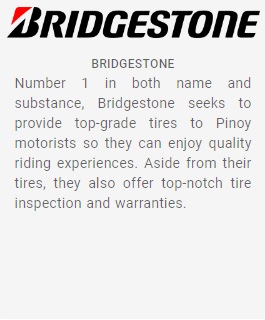 BRIDGESTONE
BRIDGESTONE
Number 1 in both name and
substance, Bridgestone seeks to
provide top-grade tires to Pinoy
motorists so they can enjoy quality
riding experiences. Aside from their
tires, they also offer top-notch tire
inspection and warranties.